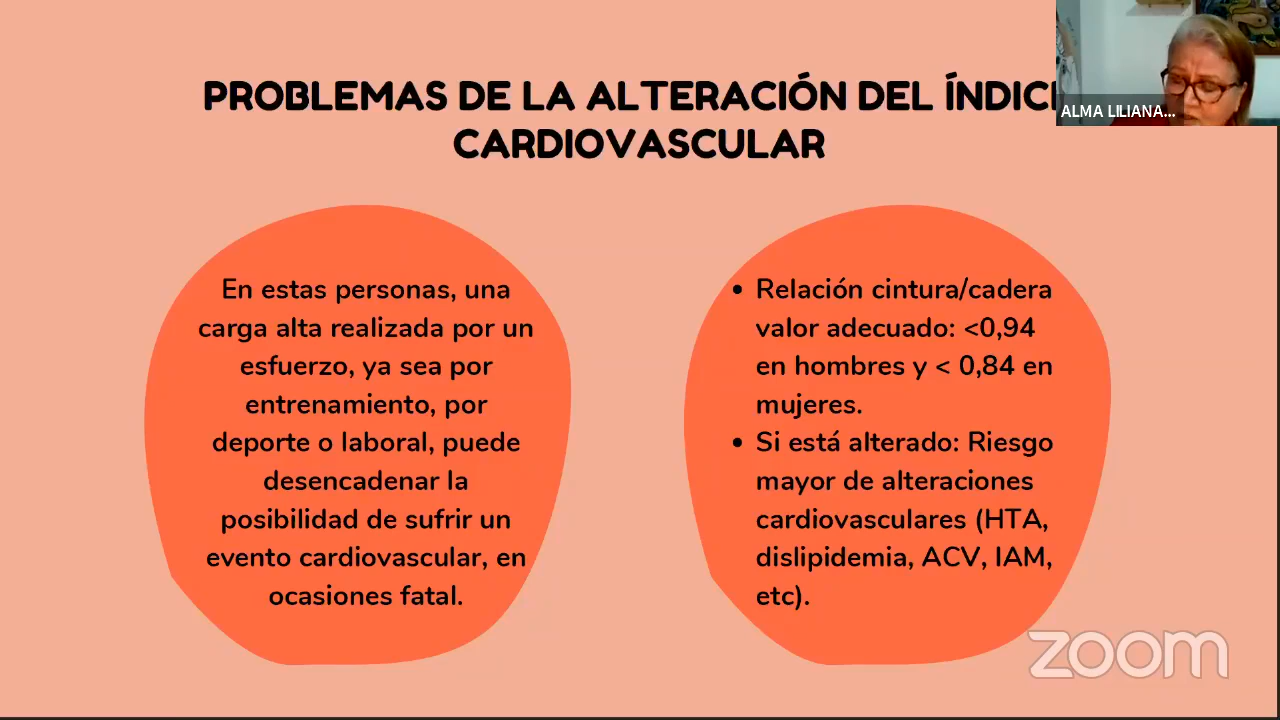 PROBLEMAS DE LA ALTERACIÓN DEL ÍNDIC
CARDIOVASCULAR
ALMA LILIANA...
En estas personas, una
carga alta realizada por un
esfuerzo, ya sea por
entrenamiento, por
deporte o laboral, puede
desencadenar la
posibilidad de sufrir un
evento cardiovascular, en
ocasiones fatal.
• Relación cintura/cadera
valor adecuado: <0,94
en hombres y < 0,84 en
mujeres.
• Si está alterado: Riesgo
mayor de alteraciones
cardiovasculares (HTA,
dislipidemia, ACV, IAM,
etc).
zoom